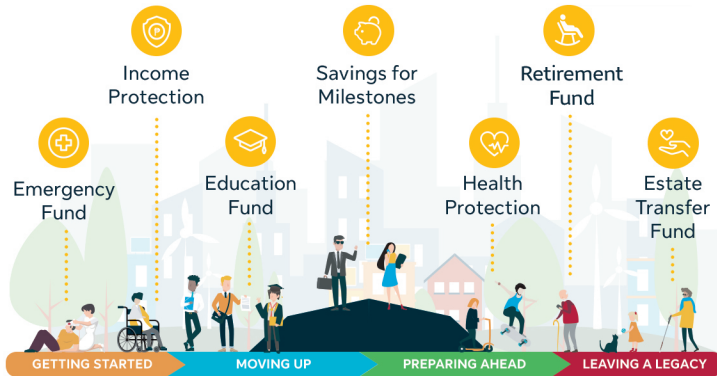 Income
Protection
Savings for
Milestones
Retirement
Fund
Emergency
Fund
Education
Fund
Health
Protection
Estate
Transfer
Fund
GETTING STARTED
MOVING UP
PREPARING AHEAD
LEAVING A LEGACY